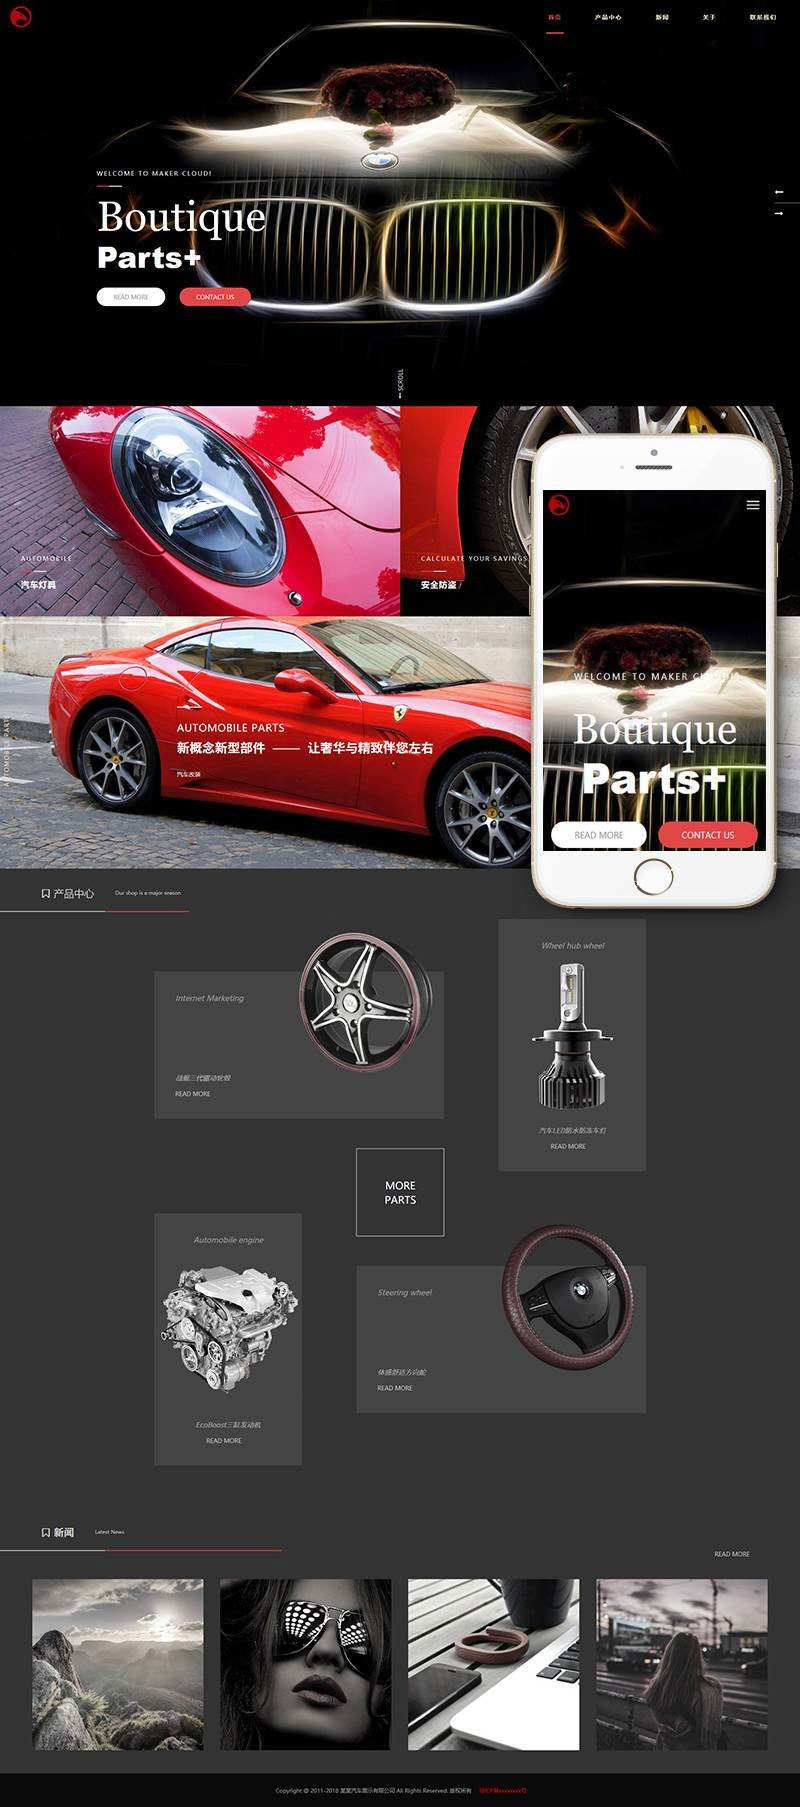 首页 产品中心 新闻 关于 联系我们
WELCOME TO MAKER CLOUD!
Boutique
Parts+
READ MORE
CONTACT US
SCROLL
AUTOMOBILE
汽车灯具
CALCULATE YOUR SAVINGS
安全防盗
WELCOME TO MAKER CLOUD!
Boutique
Parts+
READ MORE
CONTACT US
AUTOMOBILE PARTS
AUTOMOBILE PARTS
新概念新型部件 —— 让奢华与精致伴您左右
汽车改装
产品中心 Our shop is a major season
Internet Marketing
战舰三代驱动轮毂
READ MORE
Wheel hub wheel
汽车LED防水防冻车灯
READ MORE
MORE
PARTS
Automobile engine
EcoBoost三缸发动机
READ MORE
Steering wheel
体感舒适方向舵
READ MORE
新闻 Latest News
READ MORE
Copyright @ 2011-2018 某某汽车展示有限公司 All Rights Reserved. 版权所有